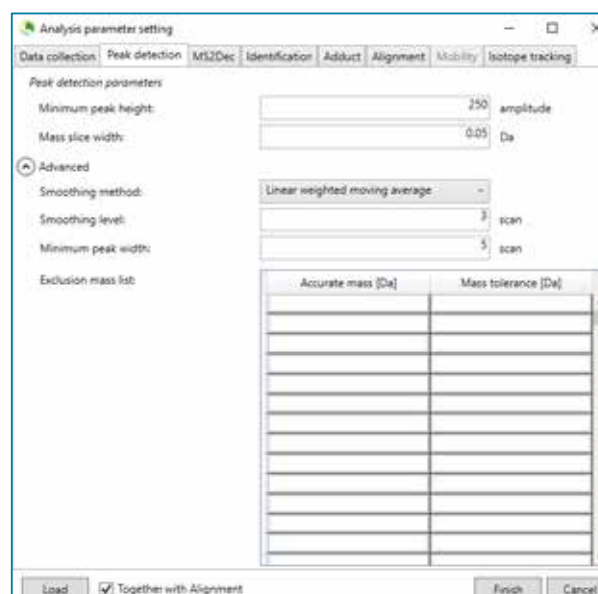 Analysis parameter setting
Data collection Peak detection MS2Dec Identification Adduct Alignment Mobility Isotope tracking
Peak detection parameters
Minimum peak height: 250 amplitude
Mass slice width: 0.05 Da
Advanced
Smoothing method: Linear weighted moving average
Smoothing level: 3 scan
Minimum peak width: 5 scan
Exclusion mass list: Accurate mass [Da] Mass tolerance [Da]
Load Together with Alignment Finish Cancel